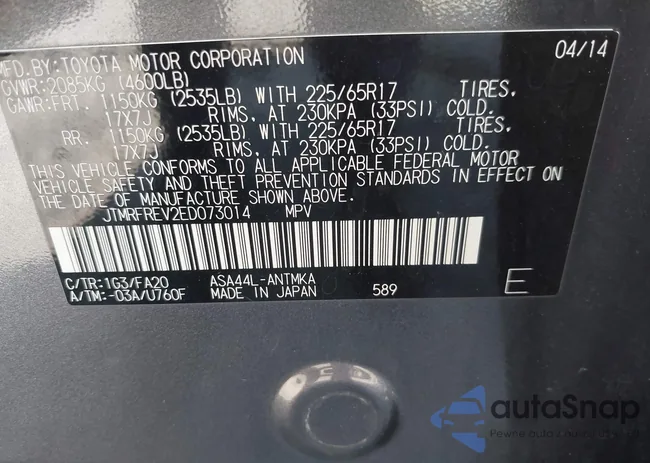 MFD.BY:TOYOTA MOTOR CORPORATION 04/14
GVWR:2085KG (4600LB)
GAWR:FRT. 1150KG (2535LB) WITH 225/65R17 TIRES,
17X7J RIMS, AT 230KPA (33PSI) COLD.
RR. 1150KG (2535LB) WITH 225/65R17 TIRES,
17X7J RIMS, AT 230KPA (33PSI) COLD.
THIS VEHICLE CONFORMS TO ALL APPLICABLE FEDERAL MOTOR
VEHICLE SAFETY AND THEFT PREVENTION STANDARDS IN EFFECT ON
THE DATE OF MANUFACTURE SHOWN ABOVE.
JTMRFREV2ED073014 MPV
C/TR:1G3/FA20 ASA44L-ANTMKA
A/TM:-03A/U760F MADE IN JAPAN 589 E
autaSnap
Pewne auta z